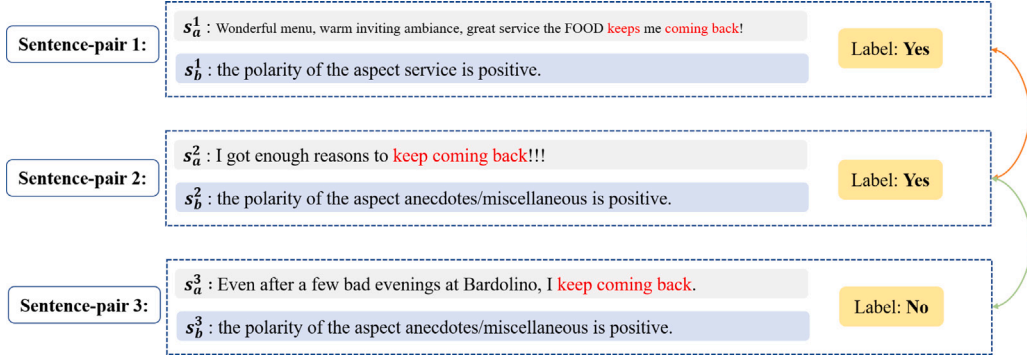 Sentence-pair 1:
s_a^1 : Wonderful menu, warm inviting ambiance, great service the FOOD keeps me coming back!
s_b^1 : the polarity of the aspect service is positive.
Label: Yes
Sentence-pair 2:
s_a^2 : I got enough reasons to keep coming back!!!
s_b^2 : the polarity of the aspect anecdotes/miscellaneous is positive.
Label: Yes
Sentence-pair 3:
s_a^3 : Even after a few bad evenings at Bardolino, I keep coming back.
s_b^3 : the polarity of the aspect anecdotes/miscellaneous is positive.
Label: No